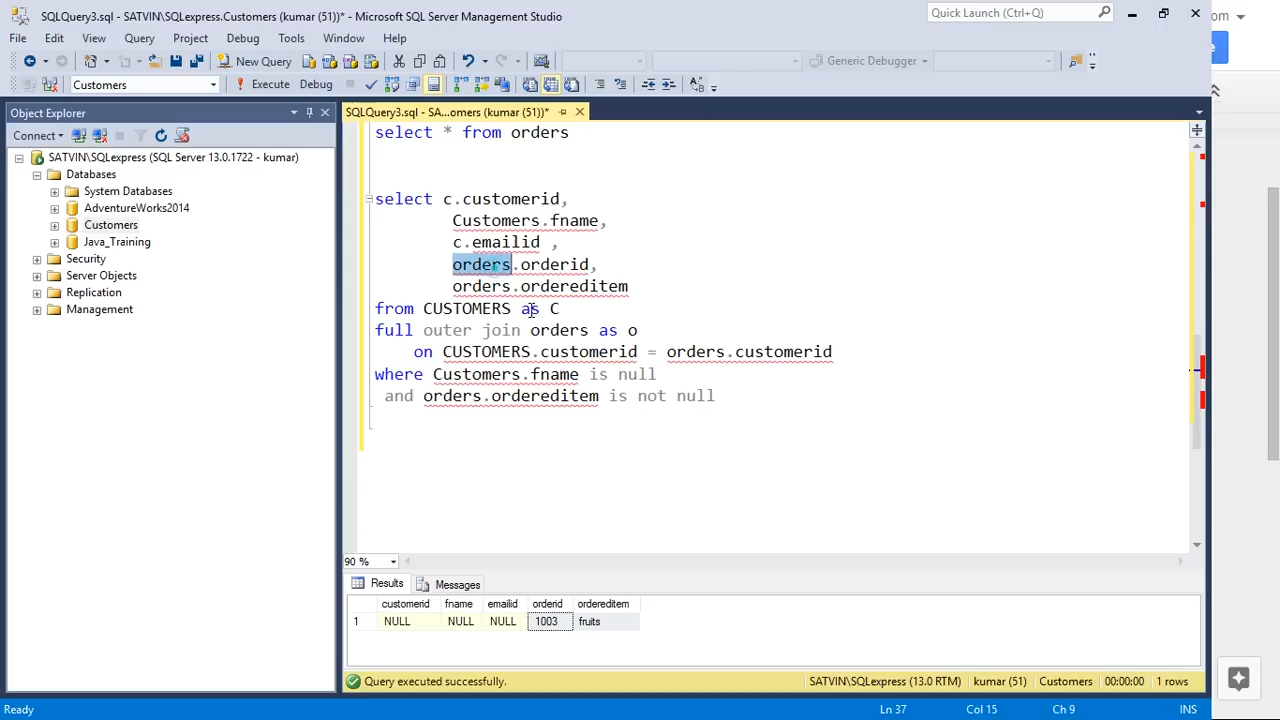 SQLQuery3.sql - SATVIN\SQLexpress.Customers (kumar (51))* - Microsoft SQL Server Management Studio
Quick Launch (Ctrl+Q)
om
File Edit View Query Project Debug Tools Window Help
New Query
Generic Debugger
Customers
Execute Debug
Object Explorer
SQLQuery3.sql - SA...omers (kumar (51))*
Connect
SATVIN\SQLexpress (SQL Server 13.0.1722 - kumar)
Databases
System Databases
AdventureWorks2014
Customers
Java_Training
Security
Server Objects
Replication
Management
select * from orders
select c.customerid,
Customers.fname,
c.emailid ,
orders.orderid,
orders.ordereditem
from CUSTOMERS as C
full outer join orders as o
on CUSTOMERS.customerid = orders.customerid
where Customers.fname is null
and orders.ordereditem is not null
90 %
Results Messages
customerid fname emailid orderid ordereditem
1 NULL NULL NULL 1003 fruits
Query executed successfully. SATVIN\SQLexpress (13.0 RTM) kumar (51) Customers 00:00:00 1 rows
Ready Ln 37 Col 15 Ch 9 INS